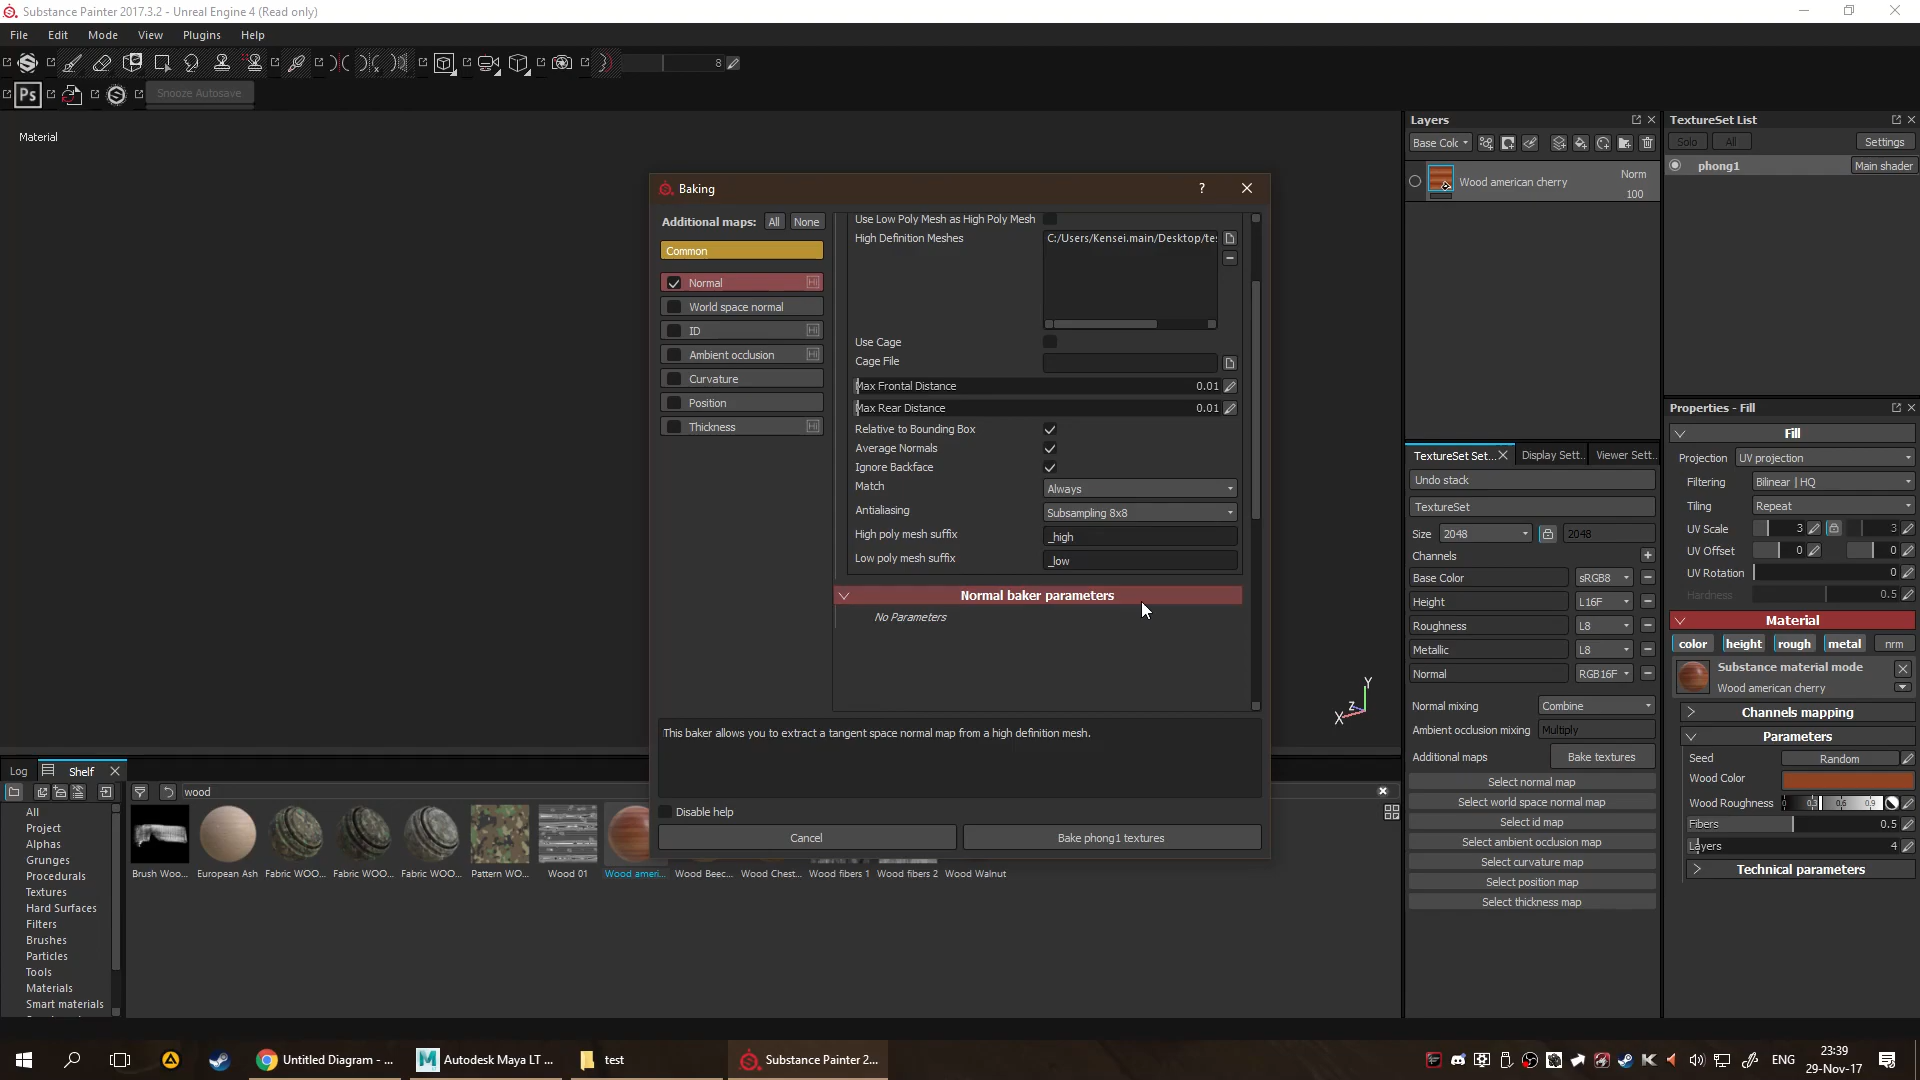 Substance Painter 2017.3.2 - Unreal Engine 4 (Read only)
File Edit Mode View Plugins Help
8
Ps Snooze Autosave
Material
Baking ?
Additional maps: All None
Common
Normal
World space normal
ID
Ambient occlusion
Curvature
Position
Thickness
Use Low Poly Mesh as High Poly Mesh
High Definition Meshes C:/Users/Kensei.main/Desktop/te
Use Cage
Cage File
Max Frontal Distance 0.01
Max Rear Distance 0.01
Relative to Bounding Box
Average Normals
Ignore Backface
Match Always
Antialiasing Subsampling 8x8
High poly mesh suffix _high
Low poly mesh suffix _low
Normal baker parameters
No Parameters
This baker allows you to extract a tangent space normal map from a high definition mesh.
Disable help
Cancel Bake phong1 textures
Y
Z
X
Layers
Base Colc
Wood american cherry Norm
100
TextureSet List
Solo All Settings
phong1 Main shader
TextureSet Set... Display Sett.. Viewer Sett..
Undo stack
TextureSet
Size 2048 2048
Channels
Base Color sRGB8
Height L16F
Roughness L8
Metallic L8
Normal RGB16F
Normal mixing Combine
Ambient occlusion mixing Multiply
Additional maps Bake textures
Select normal map
Select world space normal map
Select id map
Select ambient occlusion map
Select curvature map
Select position map
Select thickness map
Properties - Fill
Fill
Projection UV projection
Filtering Bilinear | HQ
Tiling Repeat
UV Scale 3 3
UV Offset 0 0
UV Rotation 0
Hardness 0.5
Material
color height rough metal nrm
Substance material mode
Wood american cherry
Channels mapping
Parameters
Seed Random
Wood Color
Wood Roughness 0 0.3 0.6 0.9
Fibers 0.5
Layers 4
Technical parameters
Log Shelf
wood
All
Project
Alphas
Grunges
Procedurals
Textures
Hard Surfaces
Filters
Brushes
Particles
Tools
Materials
Smart materials
Brush Woo... European Ash Fabric WOO... Fabric WOO... Fabric WOO... Pattern WO... Wood 01 Wood ameri... Wood Beec... Wood Chest... Wood fibers 1 Wood fibers 2 Wood Walnut
Untitled Diagram - ... Autodesk Maya LT ... test Substance Painter 2... ENG 23:39
29-Nov-17